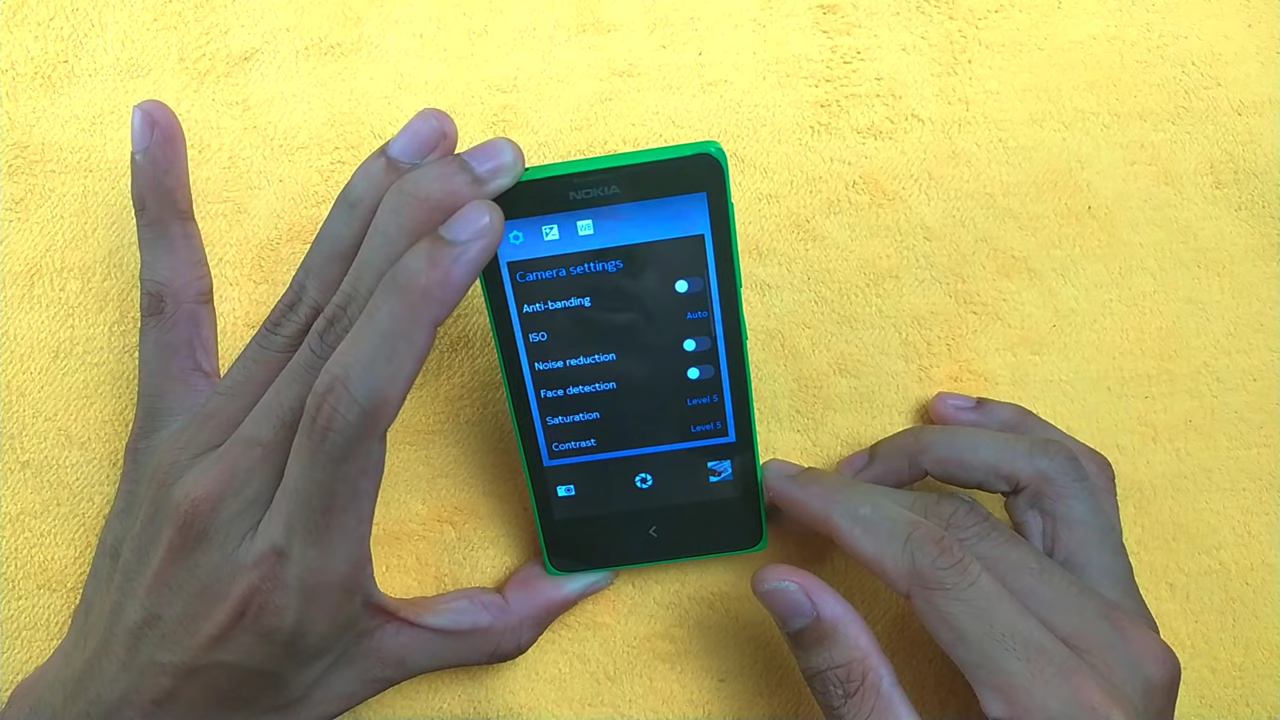 NOKIA
WB
Camera settings
Anti-banding
Auto
ISO
Noise reduction
Face detection
Level 5
Saturation
Level 5
Contrast